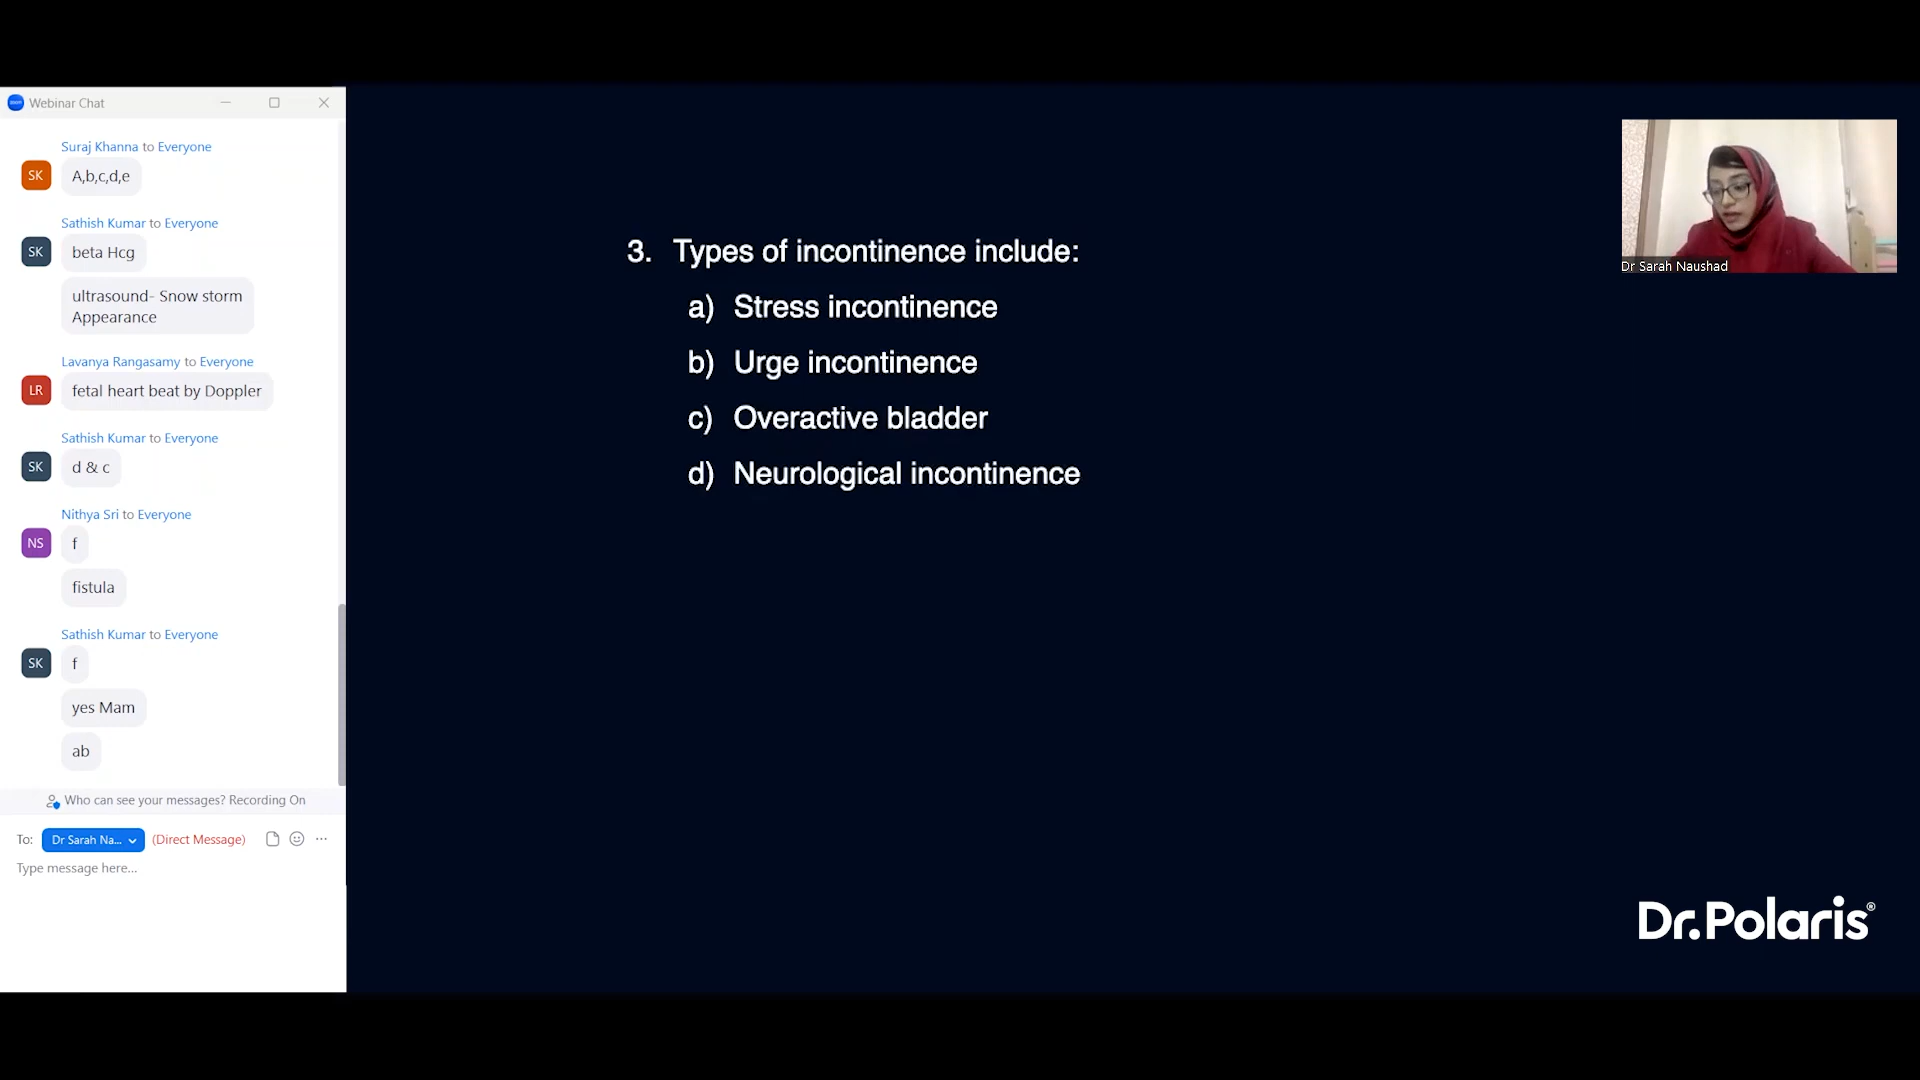 Webinar Chat
Suraj Khanna to Everyone
SK
A,b,c,d,e
Sathish Kumar to Everyone
SK
beta Hcg
ultrasound- Snow storm
Appearance
Lavanya Rangasamy to Everyone
LR
fetal heart beat by Doppler
Sathish Kumar to Everyone
SK
d & c
Nithya Sri to Everyone
NS
f
fistula
Sathish Kumar to Everyone
SK
f
yes Mam
ab
Who can see your messages? Recording On
To: Dr Sarah Na... (Direct Message)
Type message here...
3. Types of incontinence include:
a) Stress incontinence
b) Urge incontinence
c) Overactive bladder
d) Neurological incontinence
Dr Sarah Naushad
Dr.Polaris®